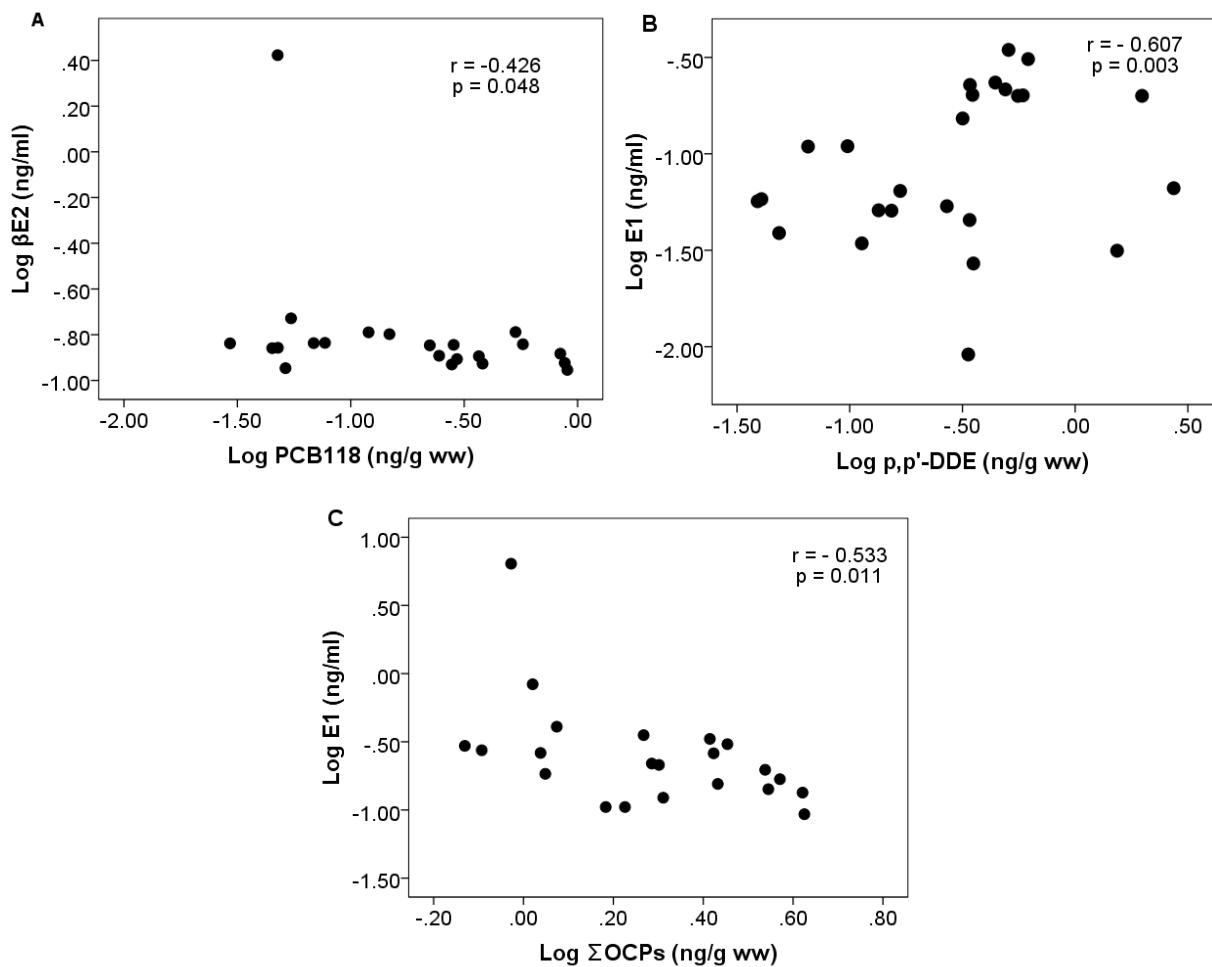 A
r = -0.426
p = 0.048
.40
.20
.00
-.20
-.40
-.60
-.80
-1.00
Log βE2 (ng/ml)
-2.00 -1.50 -1.00 -.50 .00
Log PCB118 (ng/g ww)
B
r = - 0.607
p = 0.003
-.50
-1.00
-1.50
-2.00
Log E1 (ng/ml)
-1.50 -1.00 -.50 .00 .50
Log p,p'-DDE (ng/g ww)
C
r = - 0.533
p = 0.011
1.00
.50
.00
-.50
-1.00
-1.50
Log E1 (ng/ml)
-.20 .00 .20 .40 .60 .80
Log ΣOCPs (ng/g ww)